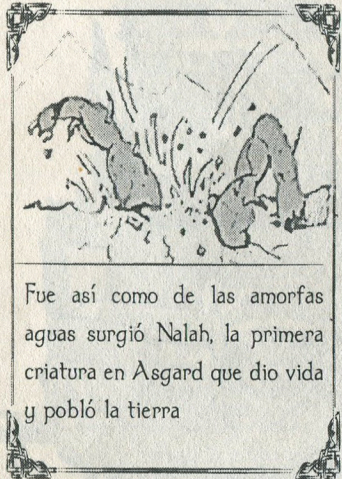 Fue así como de las amorfas
aguas surgió Nalah, la primera
criatura en Asgard que dio vida
y pobló la tierra